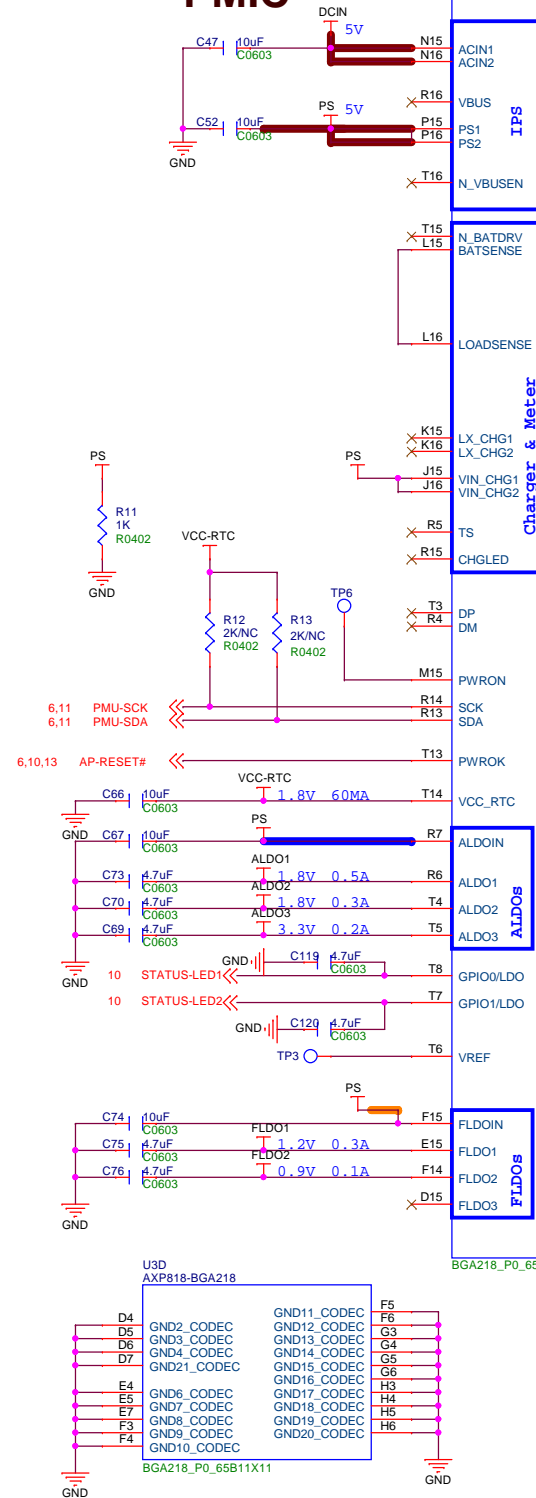 PMIC
DCIN
5V
C47 10uF
C0603
N15 ACIN1
N16 ACIN2
R16 VBUS
IPS
PS
5V
C52 10uF
C0603
P15 PS1
P16 PS2
GND
T16 N_VBUSEN
T15 N_BATDRV
L15 BATSENSE
L16 LOADSENSE
Charger & Meter
K15 LX_CHG1
K16 LX_CHG2
PS
PS
J15 VIN_CHG1
J16 VIN_CHG2
R11
1K
R0402
GND
R5 TS
VCC-RTC
R15 CHGLED
TP6
R12
2K/NC
R0402
R13
2K/NC
R0402
T3 DP
R4 DM
M15 PWRON
6,11 PMU-SCK
R14 SCK
6,11 PMU-SDA
R13 SDA
6,10,13 AP-RESET#
T13 PWROK
VCC-RTC
C66 10uF
C0603
1.8V 60MA
T14 VCC_RTC
GND
PS
C67 10uF
C0603
R7 ALDOIN
ALDO1
C73 4.7uF
C0603
1.8V 0.5A
R6 ALDO1
ALDO2
C70 4.7uF
C0603
1.8V 0.3A
T4 ALDO2
ALDO3
C69 4.7uF
C0603
3.3V 0.2A
T5 ALDO3
ALDOs
GND
GND
C119 4.7uF
C0603
10 STATUS-LED1
T8 GPIO0/LDO
10 STATUS-LED2
T7 GPIO1/LDO
GND
C120 4.7uF
C0603
TP3
T6 VREF
PS
C74 10uF
C0603
F15 FLDOIN
FLDO1
C75 4.7uF
C0603
1.2V 0.3A
E15 FLDO1
FLDO2
C76 4.7uF
C0603
0.9V 0.1A
F14 FLDO2
D15 FLDO3
FLDOs
GND
BGA218_P0_65
U3D
AXP818-BGA218
D4 GND2_CODEC
D5 GND3_CODEC
D6 GND4_CODEC
D7 GND21_CODEC
E4 GND6_CODEC
E5 GND7_CODEC
E7 GND8_CODEC
F3 GND9_CODEC
F4 GND10_CODEC
GND11_CODEC F5
GND12_CODEC F6
GND13_CODEC G3
GND14_CODEC G4
GND15_CODEC G5
GND16_CODEC G6
GND17_CODEC H3
GND18_CODEC H4
GND19_CODEC H5
GND20_CODEC H6
BGA218_P0_65B11X11
GND
GND